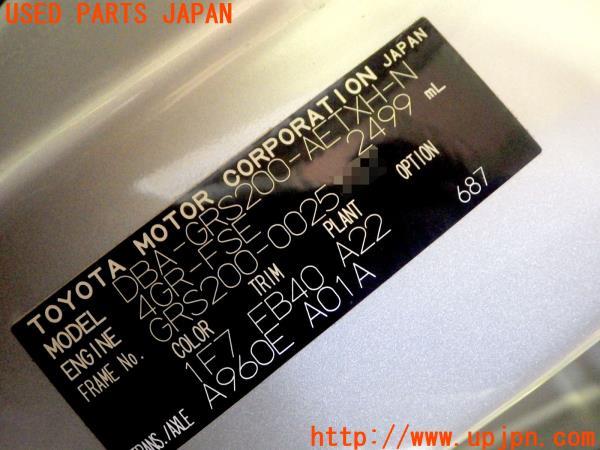 USED PARTS JAPAN
TOYOTA MOTOR CORPORATION JAPAN
MODEL DBA-GRS200-AETXH-N
ENGINE 4GR-FSE 2499 mL
FRAME No. GRS200-0025
COLOR TRIM PLANT OPTION
1F7 FB40 A22 687
TRANS./AXLE A960E A01A
http://www.upjpn.com